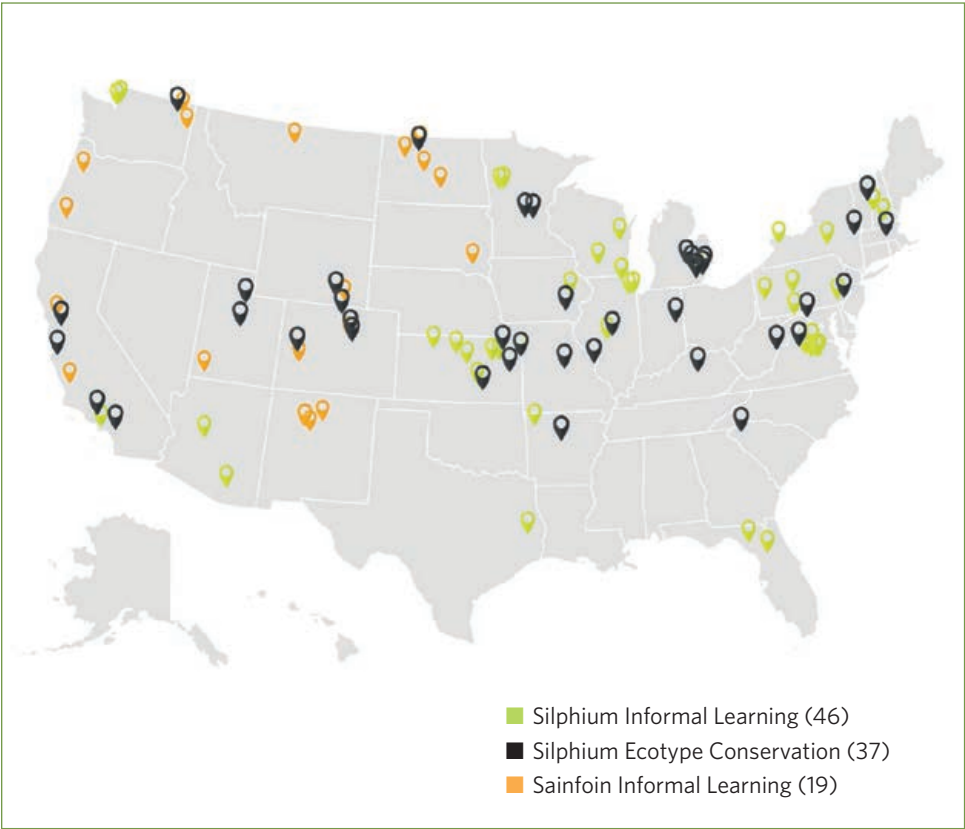 Silphium Informal Learning (46)
Silphium Ecotype Conservation (37)
Sainfoin Informal Learning (19)